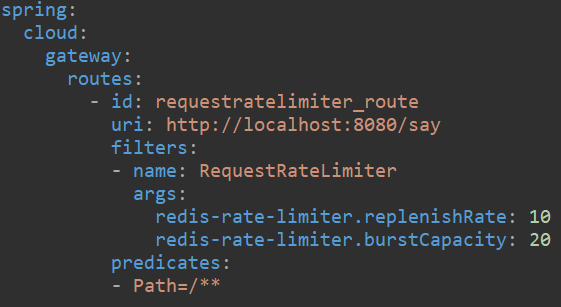 spring:
  cloud:
    gateway:
      routes:
        - id: requestratelimiter_route
          uri: http://localhost:8080/say
          filters:
          - name: RequestRateLimiter
            args:
              redis-rate-limiter.replenishRate: 10
              redis-rate-limiter.burstCapacity: 20
          predicates:
          - Path=/**